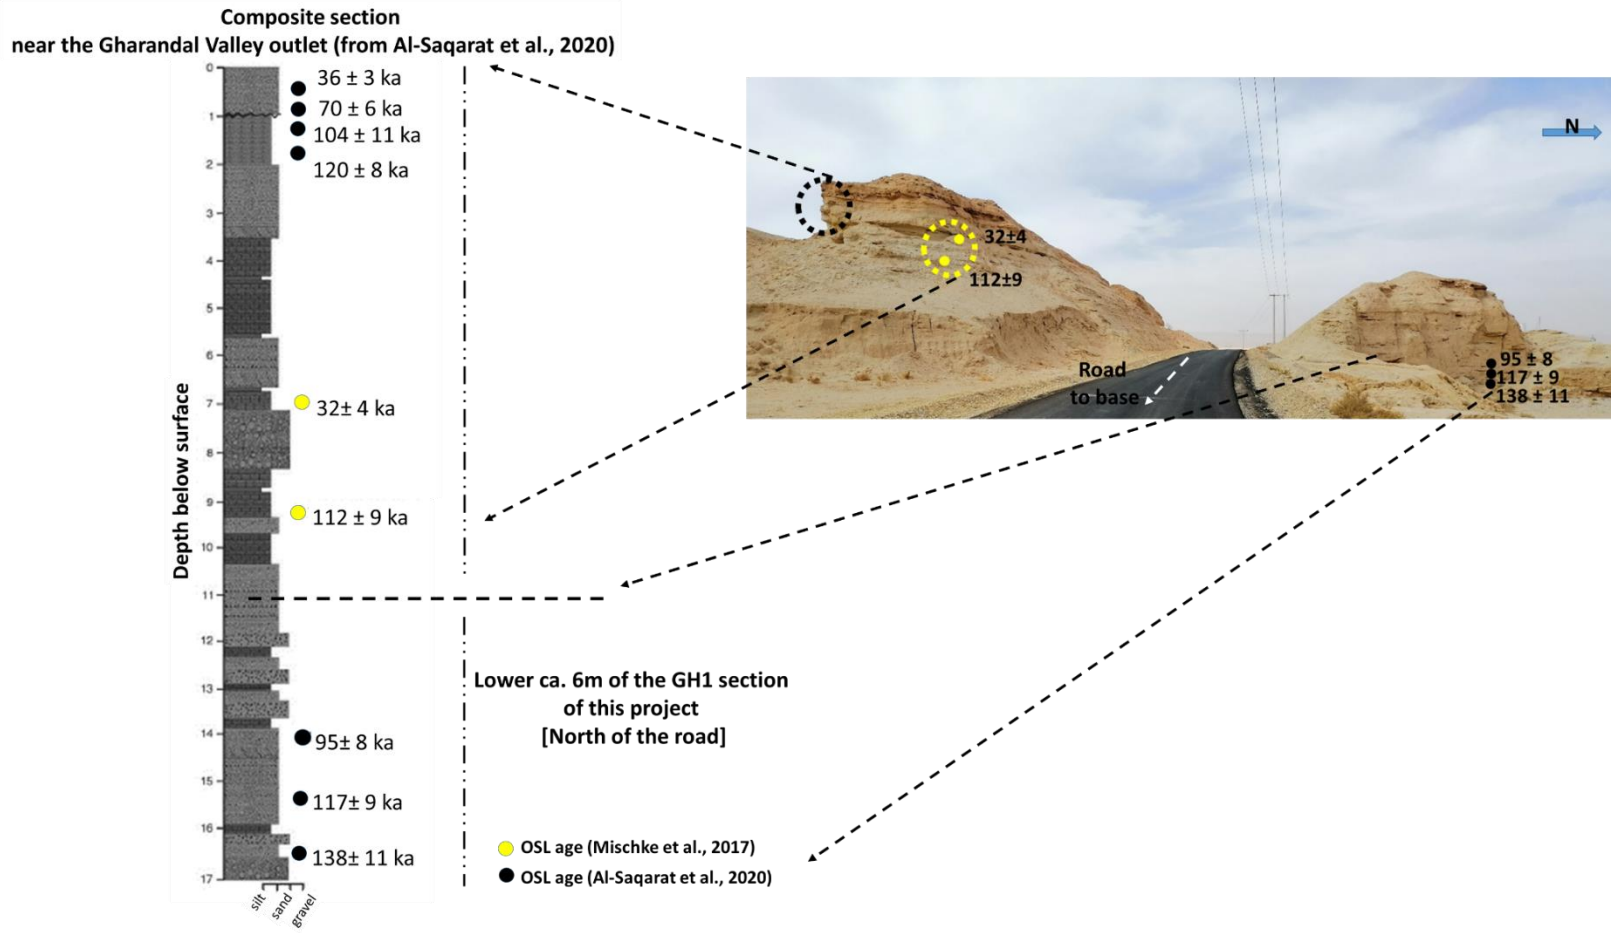 Composite section
near the Gharandal Valley outlet (from Al-Saqarat et al., 2020)
0
36 ± 3 ka
70 ± 6 ka
1
104 ± 11 ka
2
120 ± 8 ka
3
4
5
6
7
32± 4 ka
8
9
112 ± 9 ka
10
11
12
13
14
95± 8 ka
15
117± 9 ka
16
138± 11 ka
17
Depth below surface
silt
sand
gravel
N
32±4
112±9
Road
to base
95 ± 8
117 ± 9
138 ± 11
Lower ca. 6m of the GH1 section
of this project
[North of the road]
OSL age (Mischke et al., 2017)
OSL age (Al-Saqarat et al., 2020)